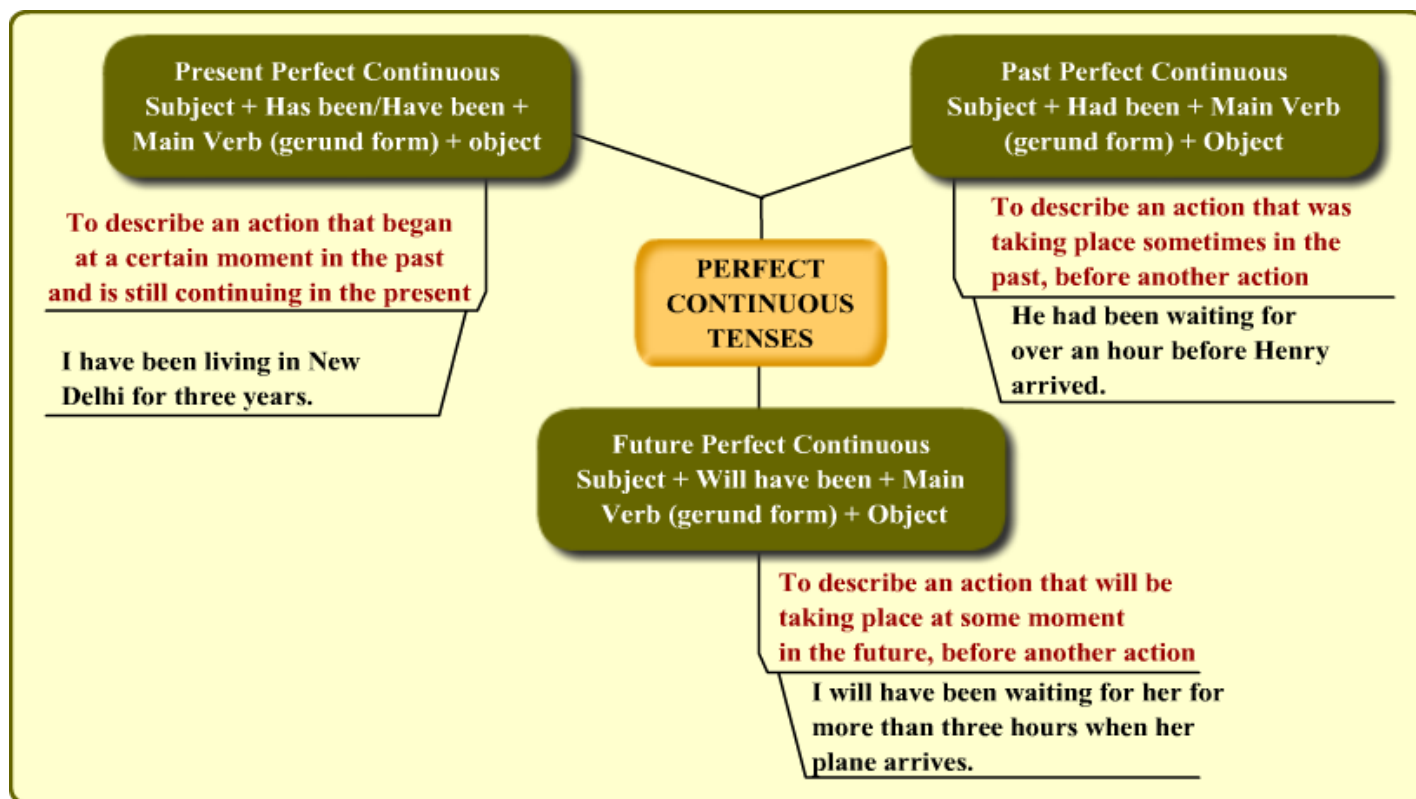 Present Perfect Continuous
Subject + Has been/Have been +
Main Verb (gerund form) + object
To describe an action that began
at a certain moment in the past
and is still continuing in the present
I have been living in New
Delhi for three years.
Past Perfect Continuous
Subject + Had been + Main Verb
(gerund form) + Object
To describe an action that was
taking place sometimes in the
past, before another action
He had been waiting for
over an hour before Henry
arrived.
PERFECT
CONTINUOUS
TENSES
Future Perfect Continuous
Subject + Will have been + Main
Verb (gerund form) + Object
To describe an action that will be
taking place at some moment
in the future, before another action
I will have been waiting for her for
more than three hours when her
plane arrives.